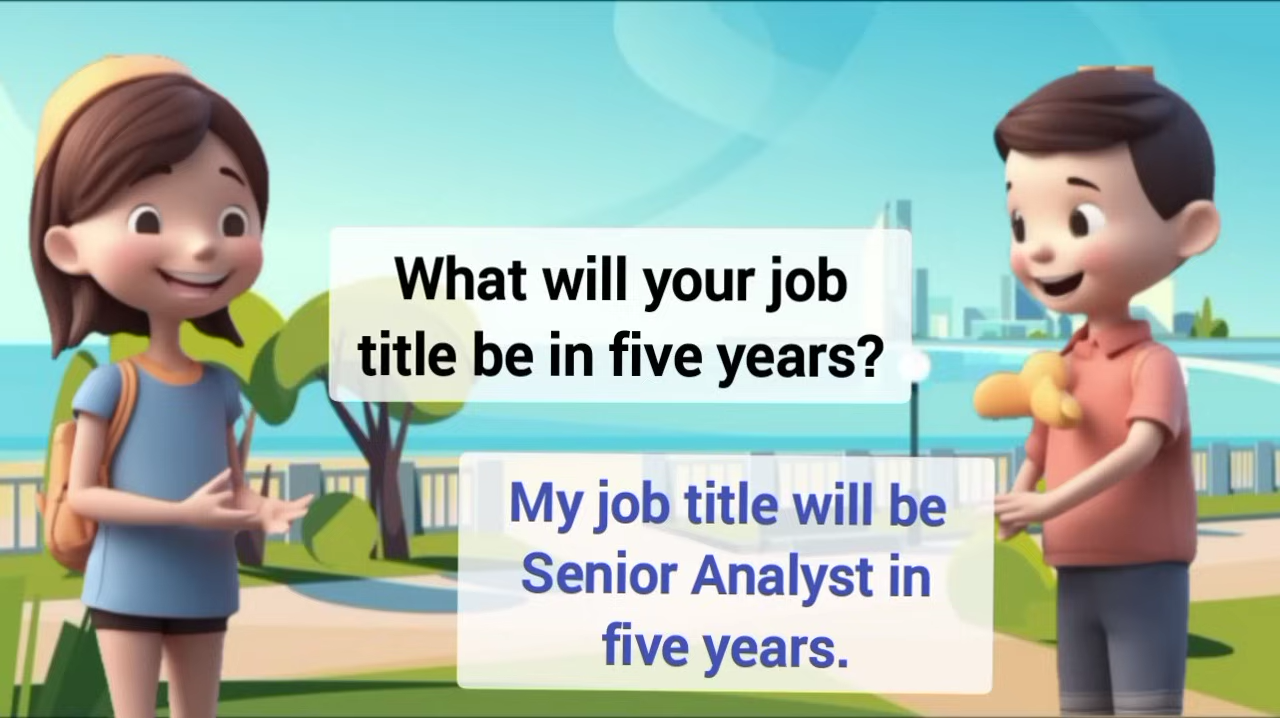 What will your job
title be in five years?
My job title will be
Senior Analyst in
five years.